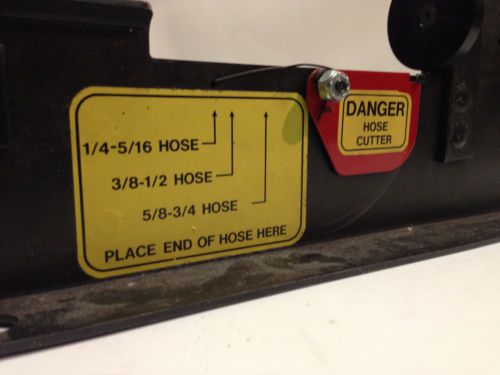 1/4-5/16 HOSE
3/8-1/2 HOSE
5/8-3/4 HOSE
PLACE END OF HOSE HERE
DANGER
HOSE
CUTTER